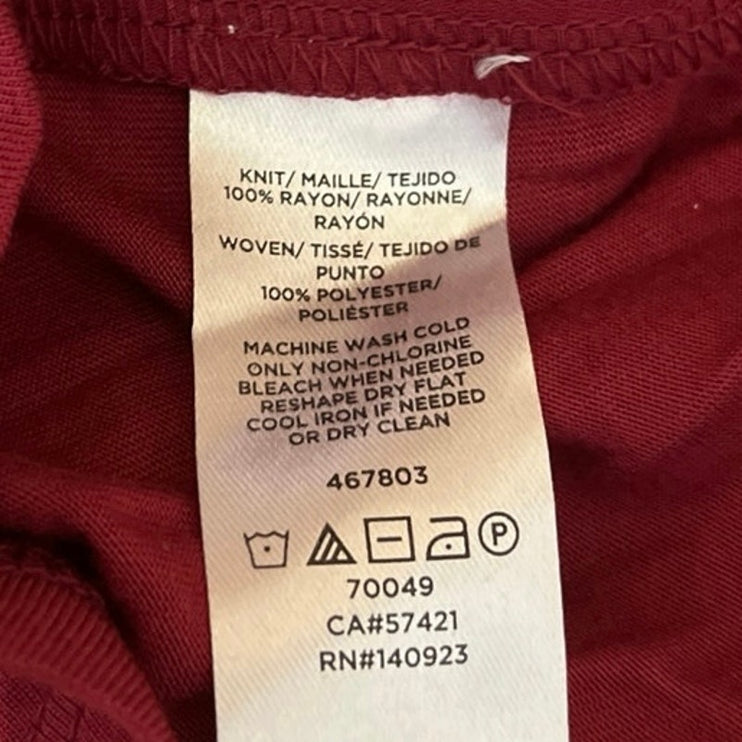 KNIT/ MAILLE/ TEJIDO
100% RAYON/ RAYONNE/
RAYÓN
WOVEN/ TISSÉ/ TEJIDO DE
PUNTO
100% POLYESTER/
POLIÉSTER
MACHINE WASH COLD
ONLY NON-CHLORINE
BLEACH WHEN NEEDED
RESHAPE DRY FLAT
COOL IRON IF NEEDED
OR DRY CLEAN
467803
P
70049
CA#57421
RN#140923